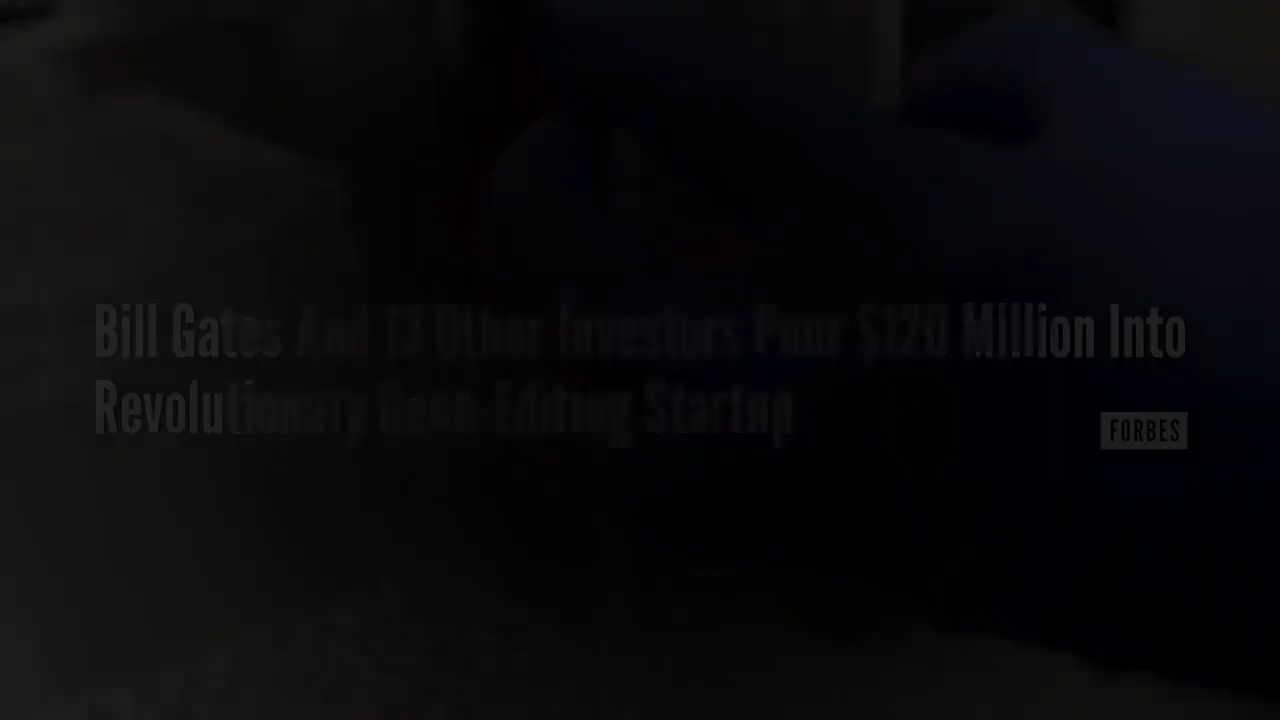 Bill Gates And 13 Other Investors Pour $120 Million Into
Revolutionary Gene-Editing Startup
FORBES